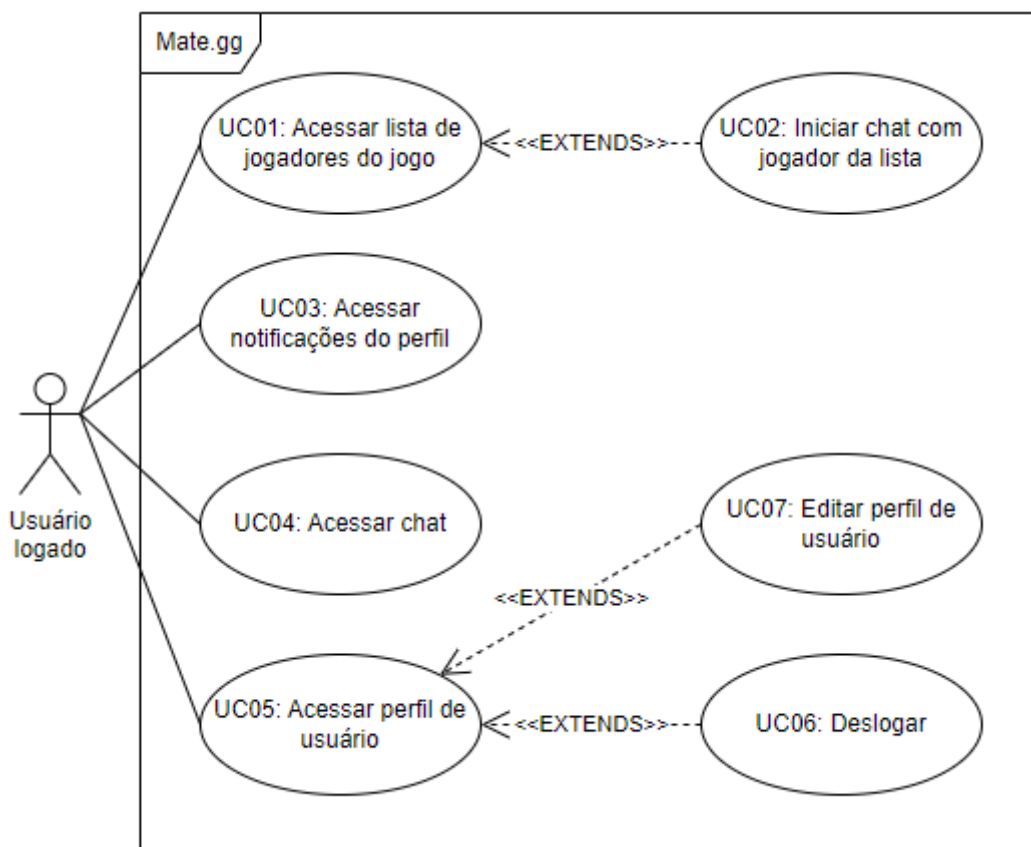 Mate.gg
UC01: Acessar lista de
jogadores do jogo
<<EXTENDS>>
UC02: Iniciar chat com
jogador da lista
UC03: Acessar
notificações do perfil
Usuário
logado
UC04: Acessar chat
UC07: Editar perfil de
usuário
<<EXTENDS>>
UC05: Acessar perfil de
usuário
<<EXTENDS>>
UC06: Deslogar